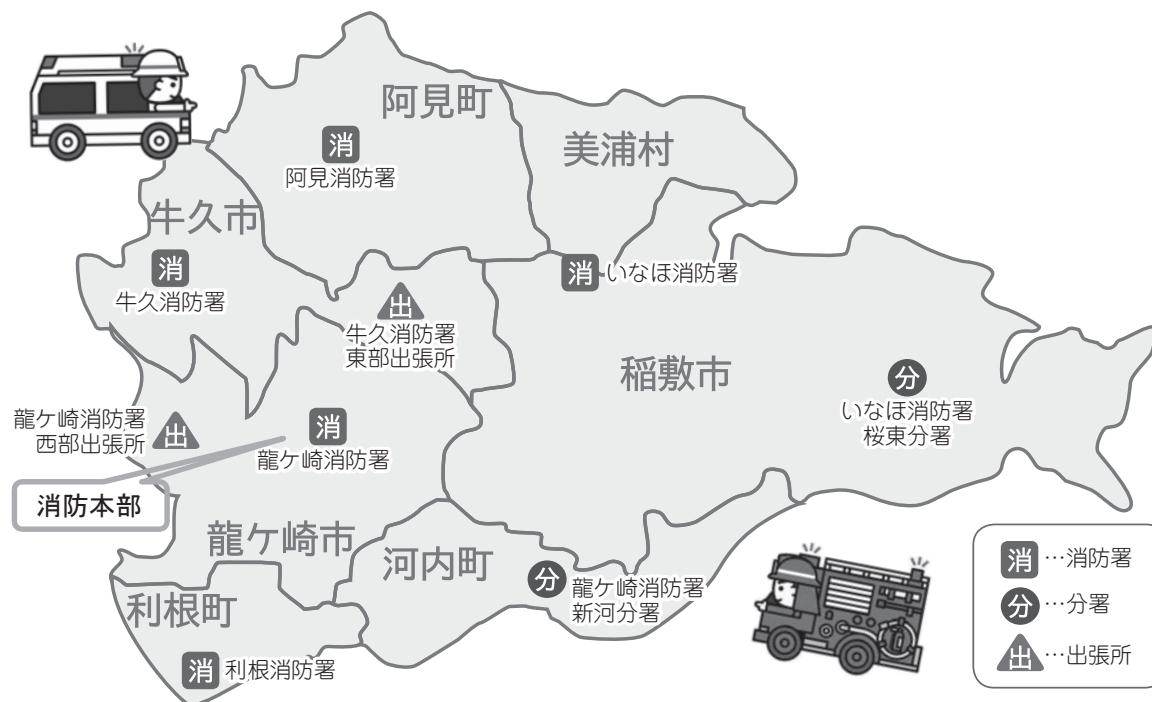 阿見町
消
阿見消防署
美浦村
牛久市
消
牛久消防署
消
いなほ消防署
出
牛久消防署
東部出張所
稲敷市
分
いなほ消防署
桜東分署
龍ケ崎消防署
西部出張所
出
消
龍ケ崎消防署
消防本部
龍ケ崎市
河内町
分
龍ケ崎消防署
新河分署
利根町
消
利根消防署
消…消防署
分…分署
出…出張所